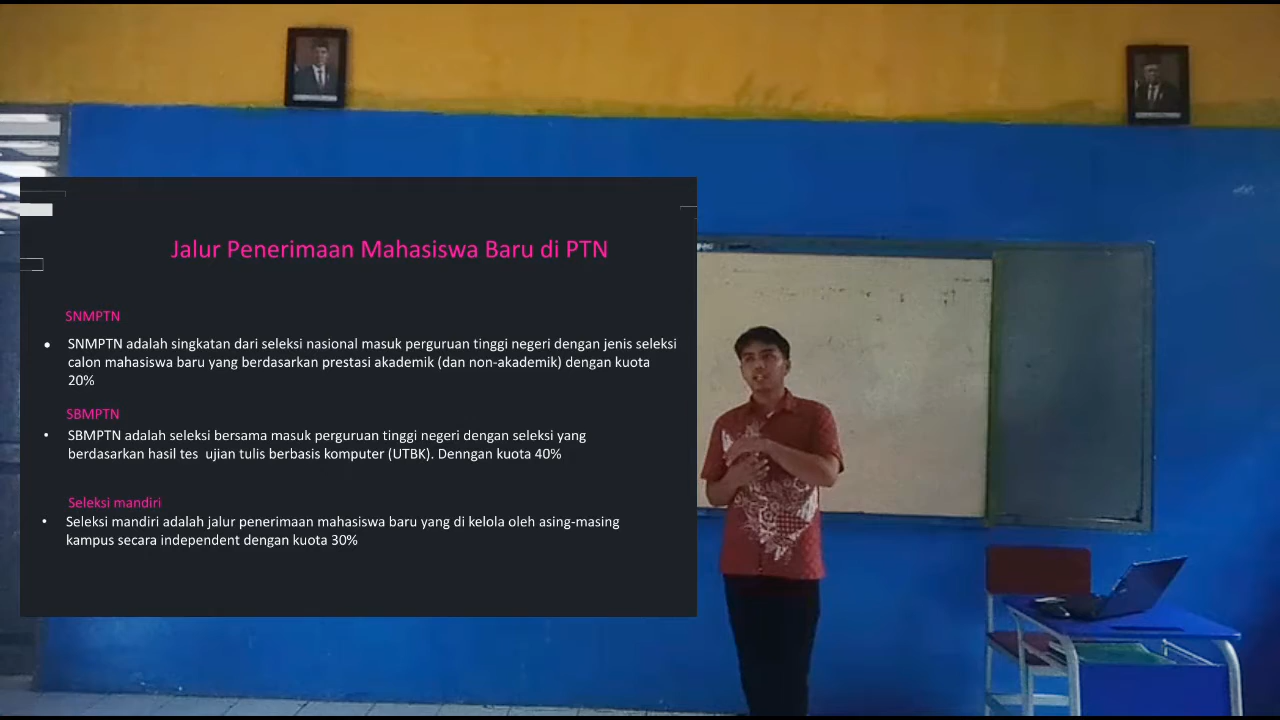 Jalur Penerimaan Mahasiswa Baru di PTN
SNMPTN
• SNMPTN adalah singkatan dari seleksi nasional masuk perguruan tinggi negeri dengan jenis seleksi
calon mahasiswa baru yang berdasarkan prestasi akademik (dan non-akademik) dengan kuota
20%
SBMPTN
• SBMPTN adalah seleksi bersama masuk perguruan tinggi negeri dengan seleksi yang
berdasarkan hasil tes  ujian tulis berbasis komputer (UTBK). Denngan kuota 40%
Seleksi mandiri
• Seleksi mandiri adalah jalur penerimaan mahasiswa baru yang di kelola oleh asing-masing
kampus secara independent dengan kuota 30%